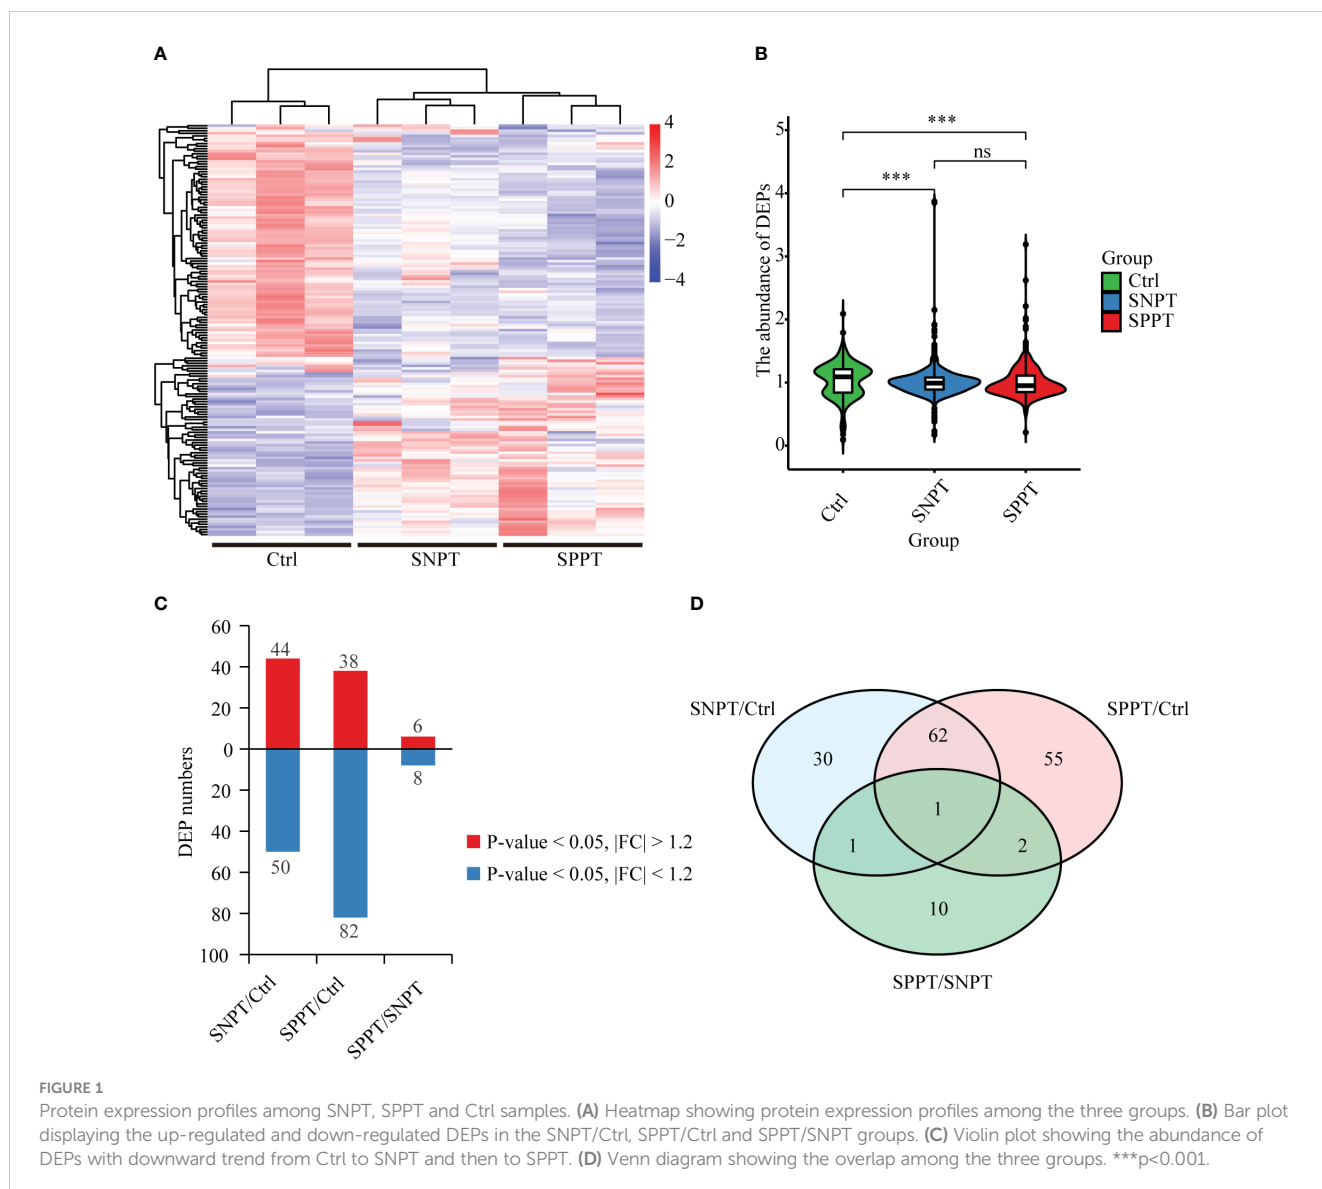 A
4
2
0
−2
−4
Ctrl
SNPT
SPPT
B
The abundance of DEPs
5
4
3
2
1
0
***
ns
***
Ctrl
SNPT
SPPT
Group
Group
Ctrl
SNPT
SPPT
C
DEP numbers
60
40
20
0
20
40
60
80
100
44
38
6
50
82
8
SNPT/Ctrl
SPPT/Ctrl
SPPT/SNPT
P-value < 0.05, |FC| > 1.2
P-value < 0.05, |FC| < 1.2
D
SNPT/Ctrl
SPPT/Ctrl
62
30
55
1
1
2
10
SPPT/SNPT
FIGURE 1
Protein expression profiles among SNPT, SPPT and Ctrl samples. (A) Heatmap showing protein expression profiles among the three groups. (B) Bar plot
displaying the up-regulated and down-regulated DEPs in the SNPT/Ctrl, SPPT/Ctrl and SPPT/SNPT groups. (C) Violin plot showing the abundance of
DEPs with downward trend from Ctrl to SNPT and then to SPPT. (D) Venn diagram showing the overlap among the three groups. ***p<0.001.